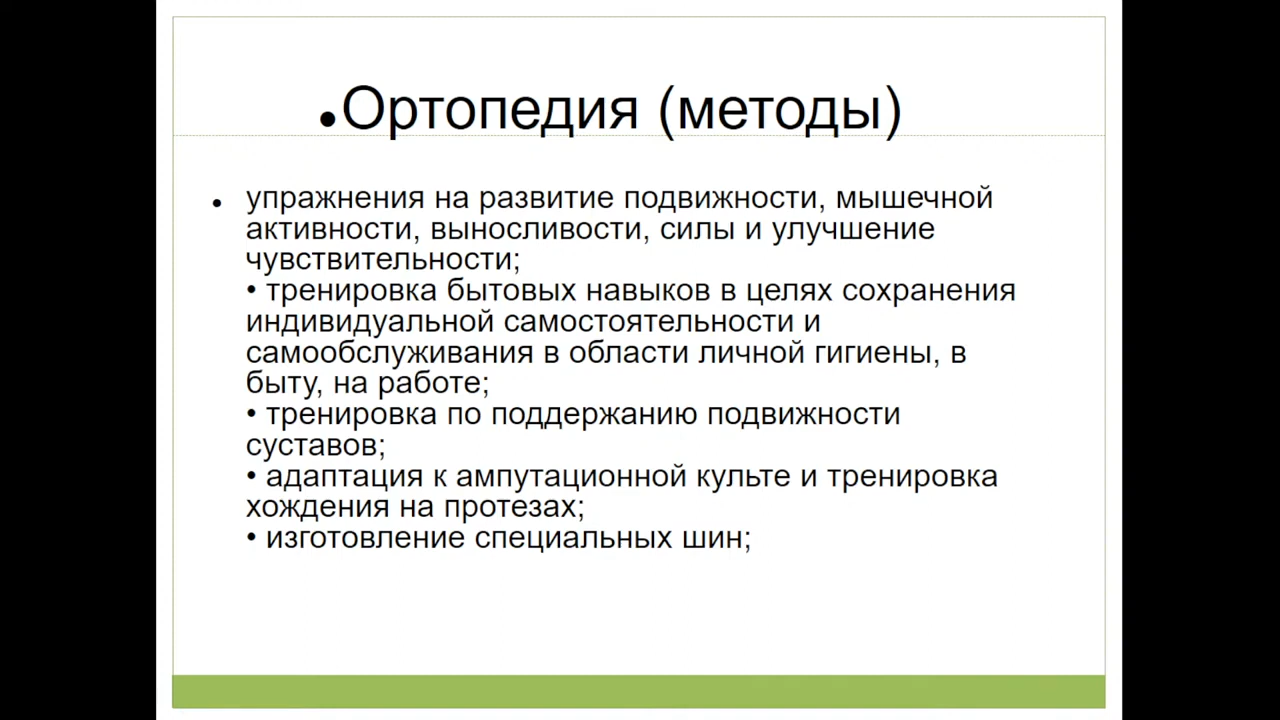 •Ортопедия (методы)
• упражнения на развитие подвижности, мышечной
активности, выносливости, силы и улучшение
чувствительности;
• тренировка бытовых навыков в целях сохранения
индивидуальной самостоятельности и
самообслуживания в области личной гигиены, в
быту, на работе;
• тренировка по поддержанию подвижности
суставов;
• адаптация к ампутационной культе и тренировка
хождения на протезах;
• изготовление специальных шин;